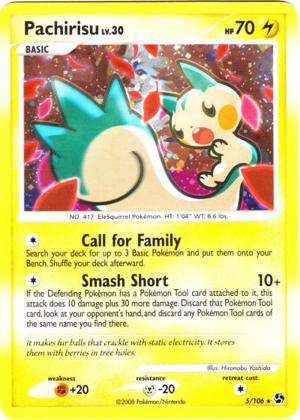 Pachirisu LV.30 HP 70
BASIC
NO. 417 EleSquirrel Pokémon HT: 1'04" WT: 8.6 lbs.
Call for Family
Search your deck for up to 3 Basic Pokémon and put them onto your
Bench. Shuffle your deck afterward.
Smash Short 10+
If the Defending Pokémon has a Pokémon Tool card attached to it, this
attack does 10 damage plus 30 more damage. Discard that Pokémon Tool
card, look at your opponent's hand, and discard any Pokémon Tool cards of
the same name you find there.
It makes fur balls that crackle with static electricity. It stores
them with berries in tree holes.
weakness resistance retreat cost
+20 -20
Illus. Hironobu Yoshida
©2008 Pokémon/Nintendo 5/106 ★